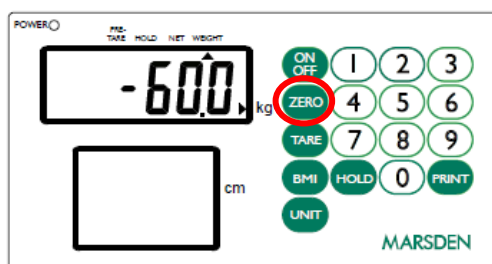 POWER
PRE-
TARE HOLD NET WEIGHT
-60.0 kg
cm
ON
OFF 1 2 3
ZERO 4 5 6
TARE 7 8 9
BMI HOLD 0 PRINT
UNIT
MARSDEN